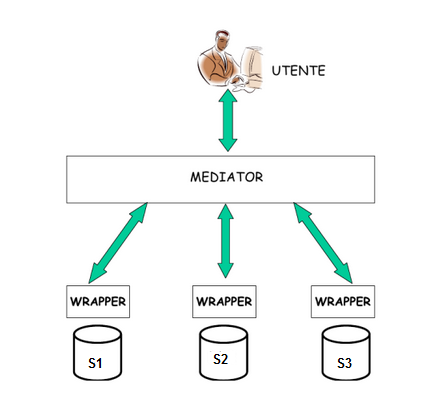 UTENTE
MEDIATOR
WRAPPER WRAPPER WRAPPER
S1 S2 S3